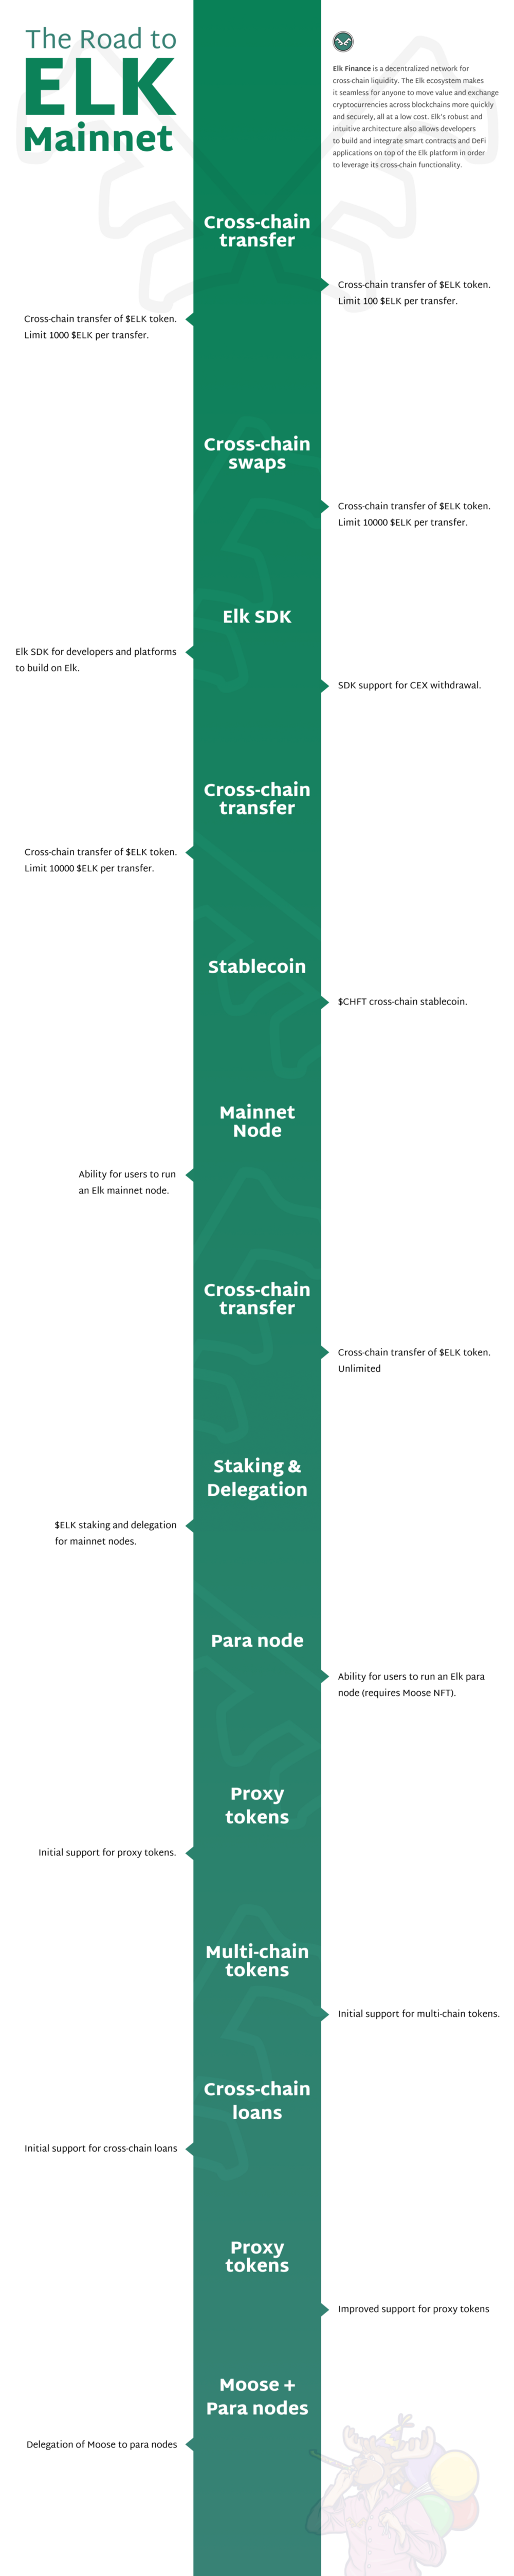 The Road to
ELK
Mainnet
Elk Finance is a decentralized network for
cross-chain liquidity. The Elk ecosystem makes
it seamless for anyone to move value and exchange
cryptocurrencies across blockchains more quickly
and securely, all at a low cost. Elk's robust and
intuitive architecture also allows developers
to build and integrate smart contracts and DeFi
applications on top of the Elk platform in order
to leverage its cross-chain functionality.
Cross-chain
transfer
Cross-chain transfer of $ELK token.
Limit 100 $ELK per transfer.
Cross-chain transfer of $ELK token.
Limit 1000 $ELK per transfer.
Cross-chain
swaps
Cross-chain transfer of $ELK token.
Limit 10000 $ELK per transfer.
Elk SDK
Elk SDK for developers and platforms
to build on Elk.
SDK support for CEX withdrawal.
Cross-chain
transfer
Cross-chain transfer of $ELK token.
Limit 10000 $ELK per transfer.
Stablecoin
$CHFT cross-chain stablecoin.
Mainnet
Node
Ability for users to run
an Elk mainnet node.
Cross-chain
transfer
Cross-chain transfer of $ELK token.
Unlimited
Staking &
Delegation
$ELK staking and delegation
for mainnet nodes.
Para node
Ability for users to run an Elk para
node (requires Moose NFT).
Proxy
tokens
Initial support for proxy tokens.
Multi-chain
tokens
Initial support for multi-chain tokens.
Cross-chain
loans
Initial support for cross-chain loans
Proxy
tokens
Improved support for proxy tokens
Moose +
Para nodes
Delegation of Moose to para nodes